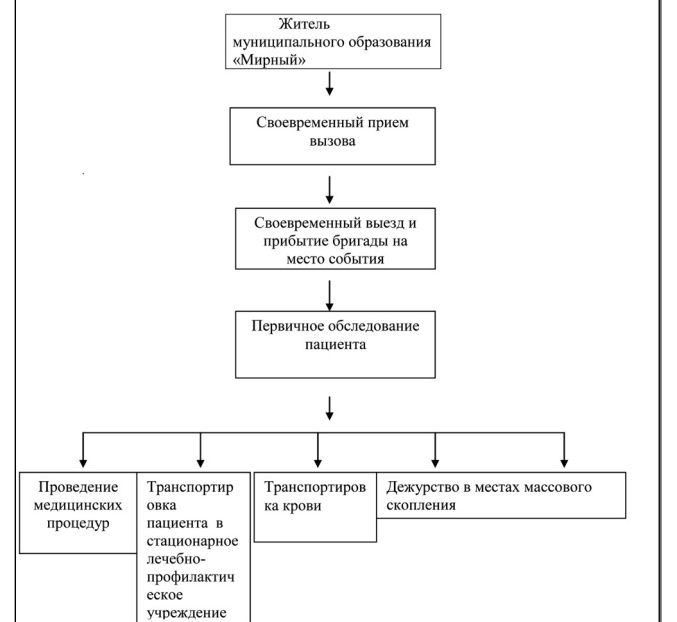 Житель
муниципального образования
«Мирный»
Своевременный прием
вызова
Своевременный выезд и
прибытие бригады на
место события
Первичное обследование
пациента
Проведение
медицинских
процедур
Транспортир
овка
пациента в
стационарное
лечебно-
профилактич
еское
учреждение
Транспортиров
ка крови
Дежурство в местах массового
скопления